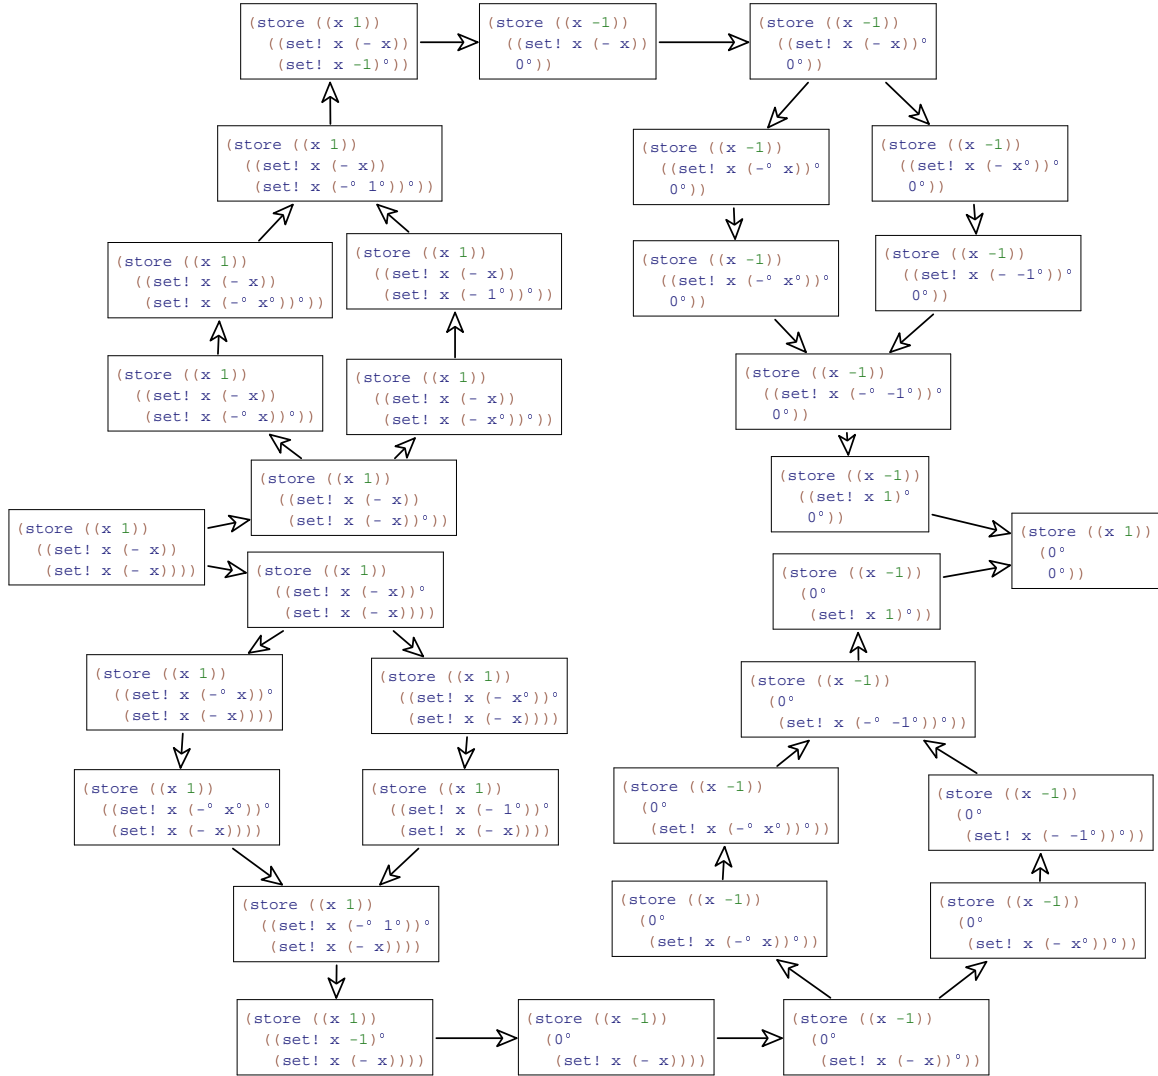 (store ((x 1))
((set! x (- x))
(set! x -1)°))
(store ((x -1))
((set! x (- x))
0°))
(store ((x -1))
((set! x (- x))°
0°))
(store ((x 1))
((set! x (- x))
(set! x (-° 1°))°))
(store ((x -1))
((set! x (-° x))°
0°))
(store ((x -1))
((set! x (- x°))°
0°))
(store ((x 1))
((set! x (- x))
(set! x (-° x°))°))
(store ((x 1))
((set! x (- x))
(set! x (- 1°))°))
(store ((x -1))
((set! x (-° x°))°
0°))
(store ((x -1))
((set! x (- -1°))°
0°))
(store ((x 1))
((set! x (- x))
(set! x (-° x))°))
(store ((x 1))
((set! x (- x))
(set! x (- x°))°))
(store ((x -1))
((set! x (-° -1°))°
0°))
(store ((x 1))
((set! x (- x))
(set! x (- x))°))
(store ((x -1))
((set! x 1)°
0°))
(store ((x 1))
((set! x (- x))
(set! x (- x))))
(store ((x 1))
(0°
0°))
(store ((x 1))
((set! x (- x))°
(set! x (- x))))
(store ((x -1))
(0°
(set! x 1)°))
(store ((x 1))
((set! x (-° x))°
(set! x (- x))))
(store ((x 1))
((set! x (- x°))°
(set! x (- x))))
(store ((x -1))
(0°
(set! x (-° -1°))°))
(store ((x 1))
((set! x (-° x°))°
(set! x (- x))))
(store ((x 1))
((set! x (- 1°))°
(set! x (- x))))
(store ((x -1))
(0°
(set! x (-° x°))°))
(store ((x -1))
(0°
(set! x (- -1°))°))
(store ((x 1))
((set! x (-° 1°))°
(set! x (- x))))
(store ((x -1))
(0°
(set! x (-° x))°))
(store ((x -1))
(0°
(set! x (- x°))°))
(store ((x 1))
((set! x -1)°
(set! x (- x))))
(store ((x -1))
(0°
(set! x (- x))))
(store ((x -1))
(0°
(set! x (- x))°))